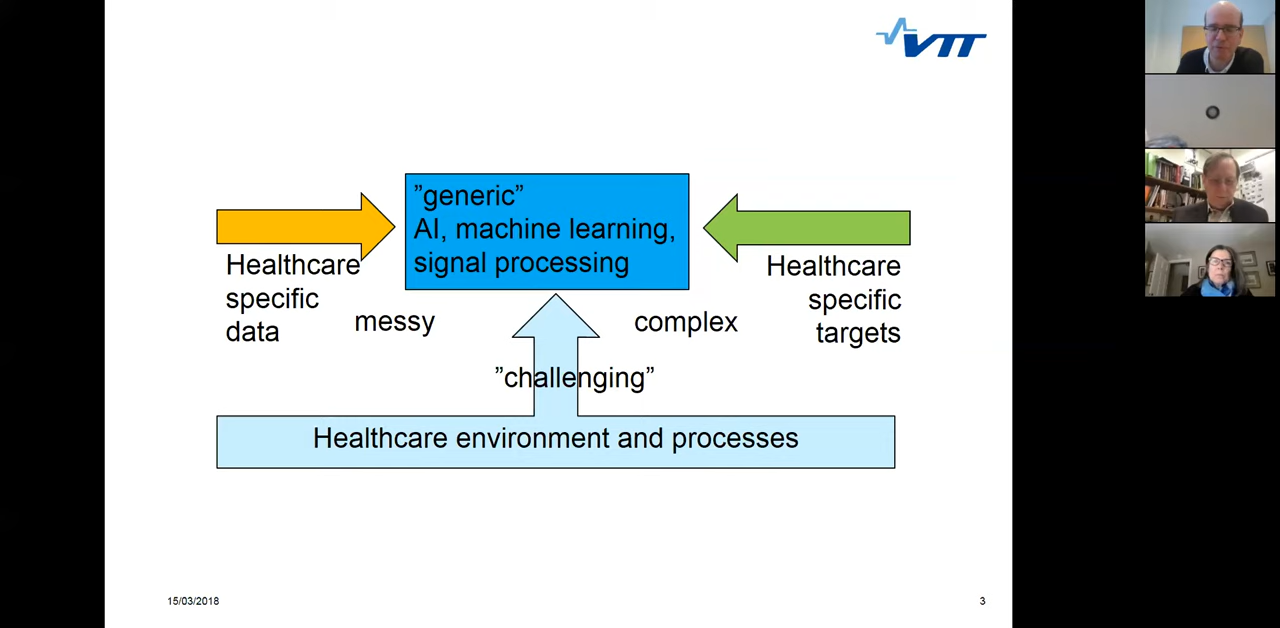 VTT
”generic”
AI, machine learning,
signal processing
Healthcare
specific
data
messy
complex
Healthcare
specific
targets
”challenging”
Healthcare environment and processes
15/03/2018
3